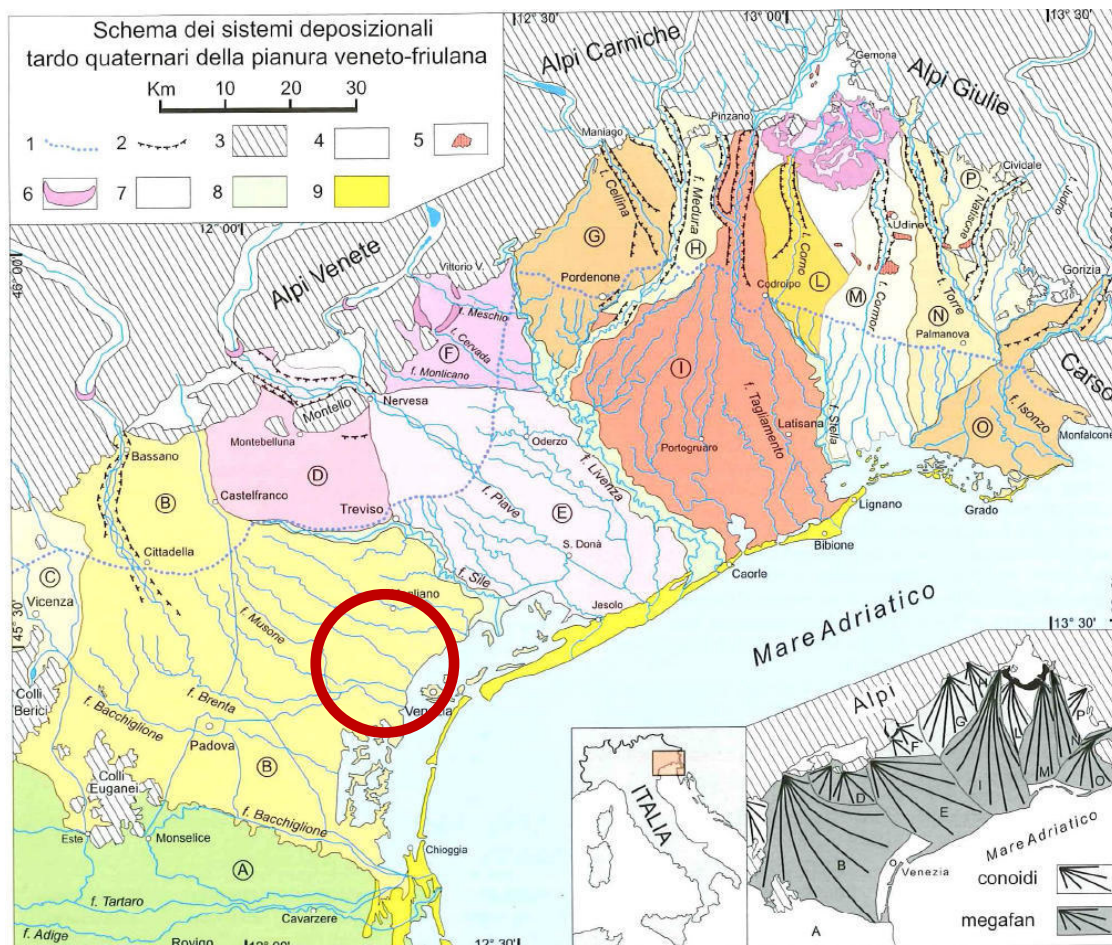 Schema dei sistemi deposizionali
tardo quaternari della pianura veneto-friulana
Km 10 20 30
1 2 3 4 5
6 7 8 9
12° 30'
13° 00'
13° 30'
12° 00'
46° 00'
Alpi Carniche
Alpi Giulie
Alpi Venete
Gemona
Pinzano
Maniago
Cividale
t. Cellina
f. Meduna
H
G
P
f. Natisone
t. Judrio
Udine
t. Corno
L
M
t. Cormor
N
t. Torre
Gorizia
Pordenone
Codroipo
Palmanova
Carso
Vittorio V.
f. Meschio
t. Cervada
F
f. Monticano
Montello
Nervesa
Montebelluna
D
Oderzo
I
f. Tagliamento
Latisana
Portogruaro
f. Stella
O
f. Isonzo
Monfalcone
Bassano
B
Castelfranco
Treviso
f. Piave
E
f. Livenza
Lignano
Grado
S. Donà
Bibione
Cittadella
f. Sile
Caorle
Jesolo
C
Vicenza
45° 30'
f. Musone
Mare Adriatico
13° 30'
Colli
Berici
f. Bacchiglione
f. Brenta
Padova
B
Colli
Euganei
f. Bacchiglione
Este
Monselice
Chioggia
A
f. Tartaro
Cavarzere
f. Adige
Rovigo
12° 00'
12° 30'
ITALIA
Alpi
F
G
H
I
L
M
N
P
O
D
E
B
A
Venezia
Mare Adriatico
conoidi
megafan